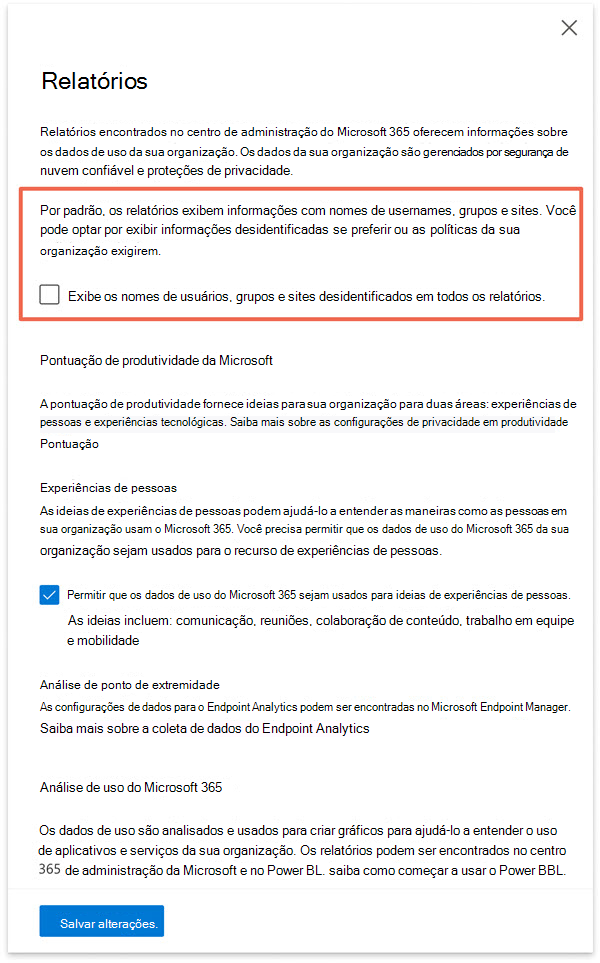 Relatórios
Relatórios encontrados no centro de administração do Microsoft 365 oferecem informações sobre
os dados de uso da sua organização. Os dados da sua organização são gerenciados por segurança de
nuvem confiável e proteções de privacidade.
Por padrão, os relatórios exibem informações com nomes de usernames, grupos e sites. Você
pode optar por exibir informações desidentificadas se preferir ou as políticas da sua
organização exigirem.
Exibe os nomes de usuários, grupos e sites desidentificados em todos os relatórios.
Pontuação de produtividade da Microsoft
A pontuação de produtividade fornece ideias para sua organização para duas áreas: experiências de
pessoas e experiências tecnológicas. Saiba mais sobre as configurações de privacidade em produtividade
Pontuação
Experiências de pessoas
As ideias de experiências de pessoas podem ajudá-lo a entender as maneiras como as pessoas em
sua organização usam o Microsoft 365. Você precisa permitir que os dados de uso do Microsoft 365 da sua
organização sejam usados para o recurso de experiências de pessoas.
Permitir que os dados de uso do Microsoft 365 sejam usados para ideias de experiências de pessoas.
As ideias incluem: comunicação, reuniões, colaboração de conteúdo, trabalho em equipe
e mobilidade
Análise de ponto de extremidade
As configurações de dados para o Endpoint Analytics podem ser encontradas no Microsoft Endpoint Manager.
Saiba mais sobre a coleta de dados do Endpoint Analytics
Análise de uso do Microsoft 365
Os dados de uso são analisados e usados para criar gráficos para ajudá-lo a entender o uso
de aplicativos e serviços da sua organização. Os relatórios podem ser encontrados no centro
365 de administração da Microsoft e no Power BL. saiba como começar a usar o Power BBL.
Salvar alterações.